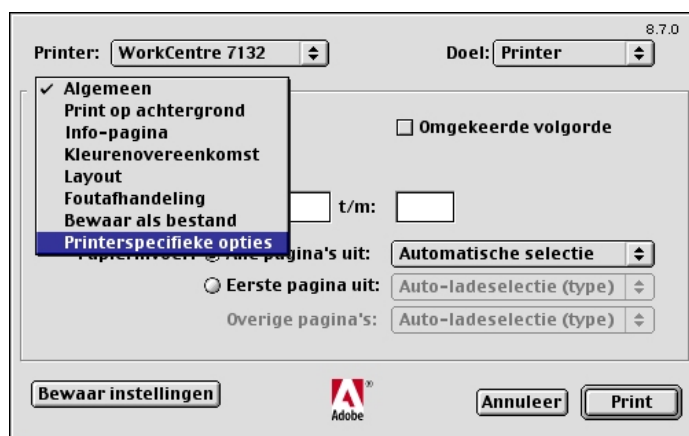 8.7.0
Printer: WorkCentre 7132 Doel: Printer
Algemeen
Print op achtergrond
Info-pagina
Omgekeerde volgorde
Kleurenovereenkomst
Layout
Foutafhandeling
t/m:
Bewaar als bestand
Printerspecifieke opties
pagina's uit: Automatische selectie
Eerste pagina uit: Auto-ladeselectie (type)
Overige pagina's: Auto-ladeselectie (type)
Bewaar instellingen
Adobe
Annuleer Print